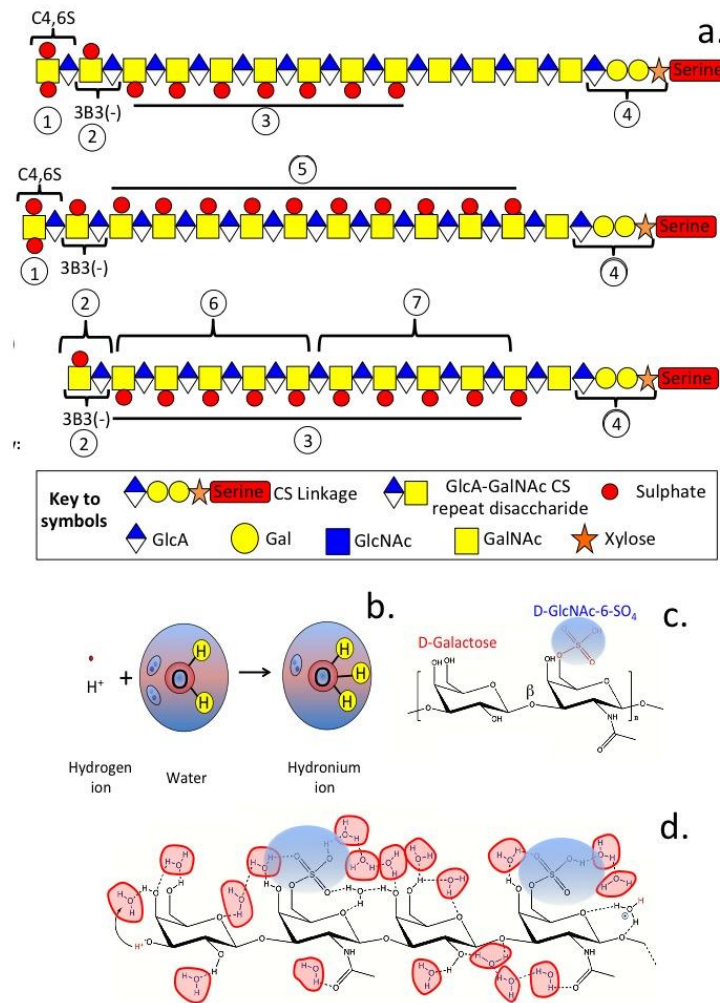 C4,6S
a.
Serine
3B3(-)
1
2
3
4
5
C4,6S
Serine
1
3B3(-)
4
2
6
7
Serine
3B3(-)
2
3
4
Key to symbols
Serine CS Linkage
GlcA-GalNAc CS repeat disaccharide
Sulphate
GlcA
Gal
GlcNAc
GalNAc
Xylose
b.
H⁺
+
H
O
H
H
O
H
H
Hydrogen ion
Water
Hydronium ion
c.
D-GlcNAc-6-SO₄
D-Galactose
β
n
d.